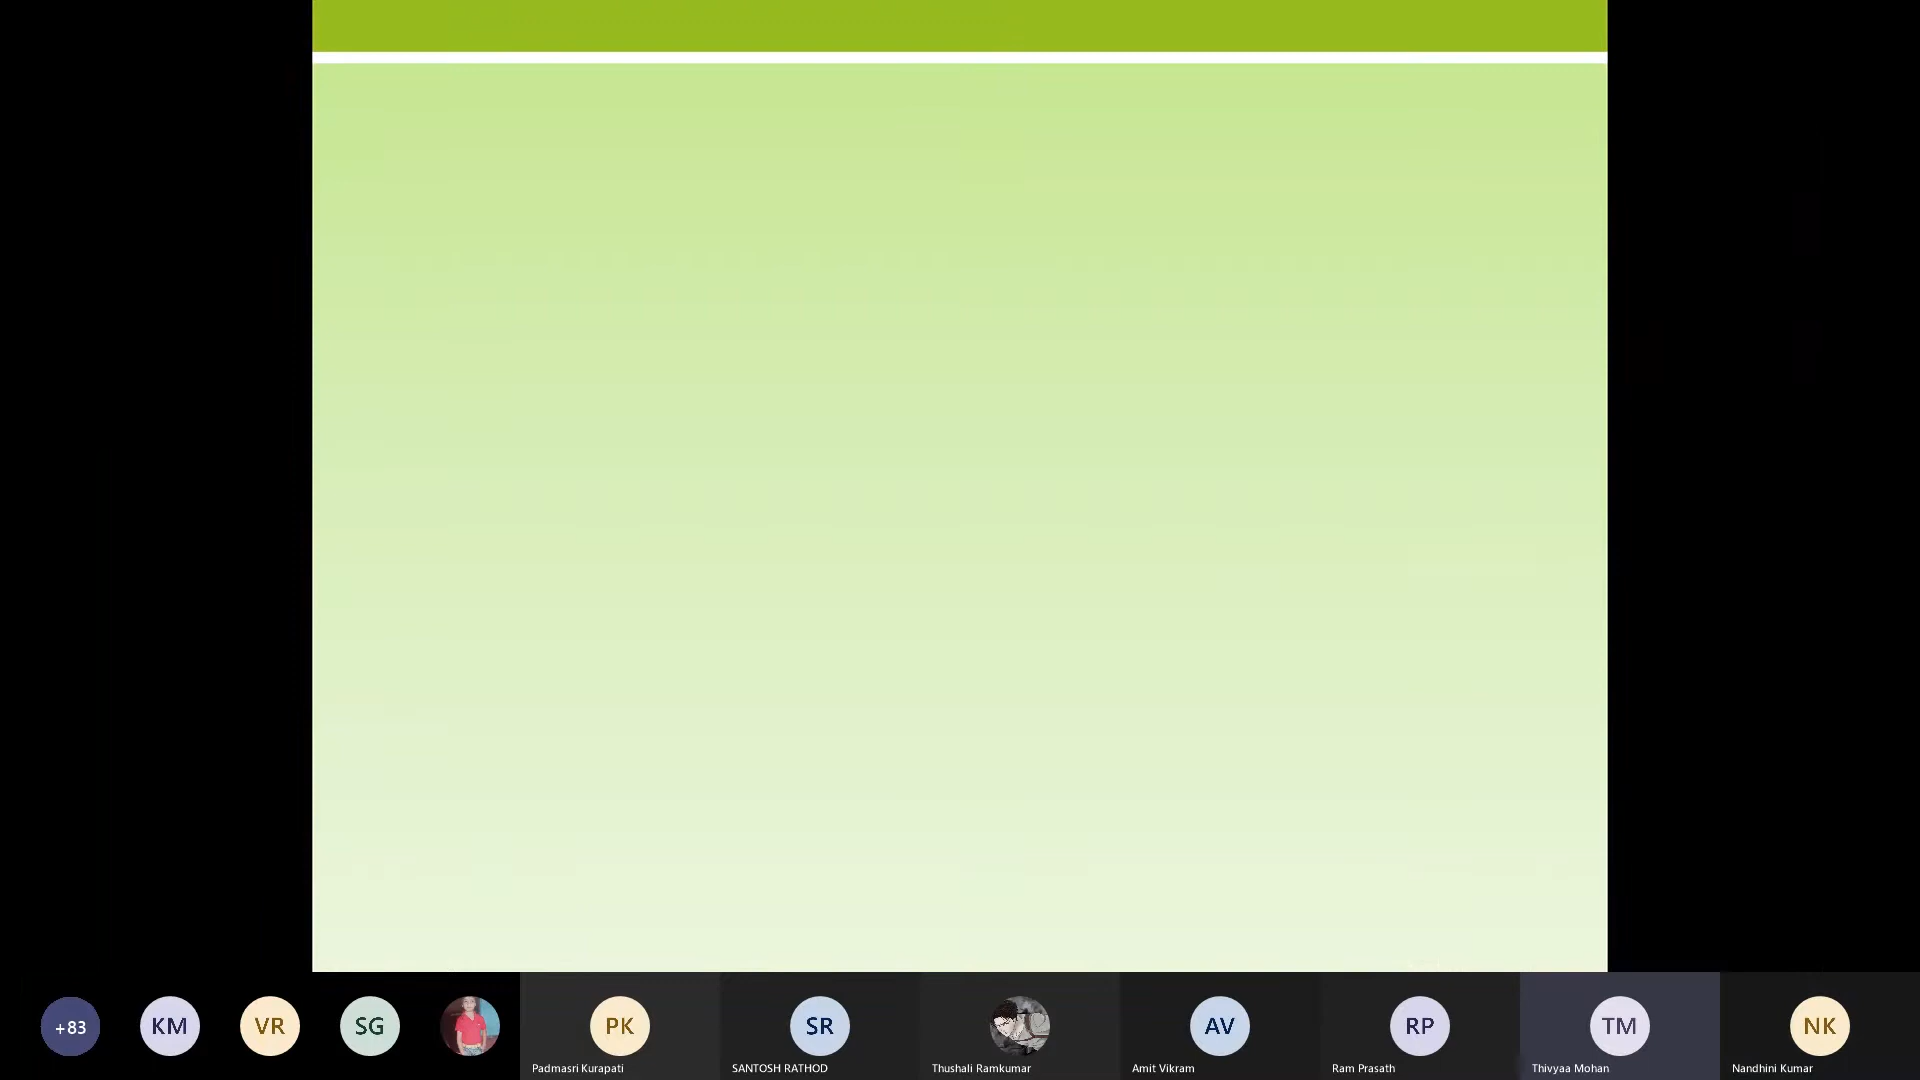 +83
KM
VR
SG
PK
SR
AV
RP
TM
NK
Padmasri Kurapati
SANTOSH RATHOD
Thushali Ramkumar
Amit Vikram
Ram Prasath
Thivyaa Mohan
Nandhini Kumar